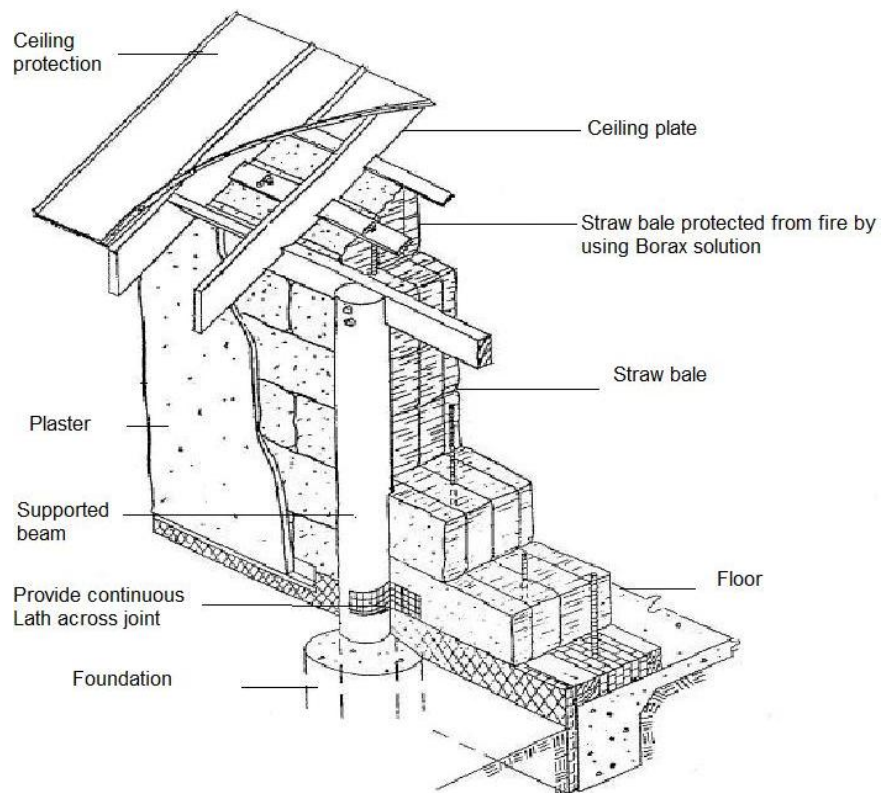 Ceiling
protection
Ceiling plate
Straw bale protected from fire by
using Borax solution
Straw bale
Plaster
Supported
beam
Floor
Provide continuous
Lath across joint
Foundation